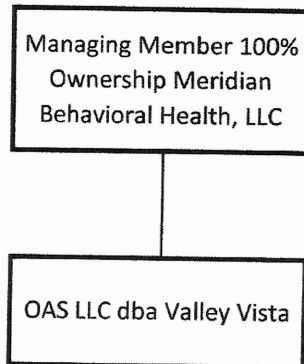 Managing Member 100%
Ownership Meridian
Behavioral Health, LLC
OAS LLC dba Valley Vista